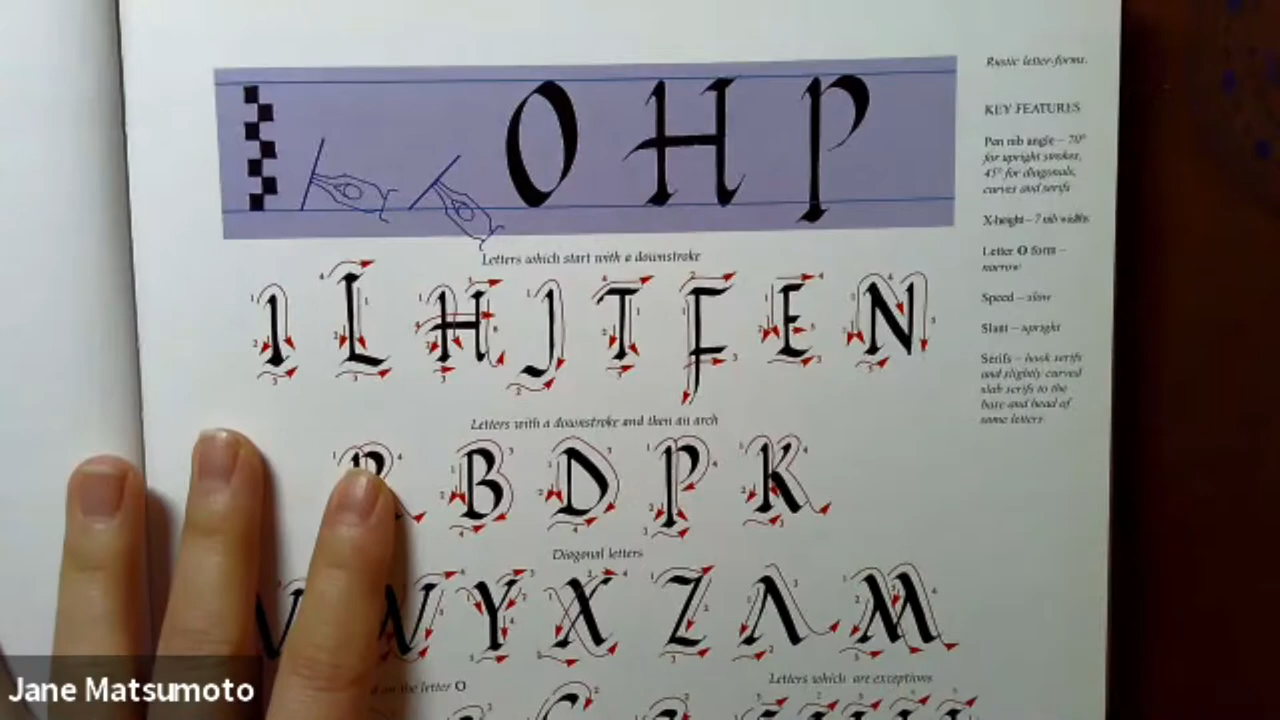 O H P
Rustic letter-forms.
KEY FEATURES
Pen nib angle – 70°
for upright strokes,
45° for diagonals,
curves and serifs
X-height – 7 nib widths
Letter O form –
narrow
Speed – slow
Slant – upright
Serifs – hook serifs
and slightly curved
slab serifs to the
base and head of
some letters
Letters which start with a downstroke
I L H J T F E N
Letters with a downstroke and then an arch
R B D P K
Diagonal letters
Y X Z Λ M
on the letter O
Letters which are exceptions
Jane Matsumoto